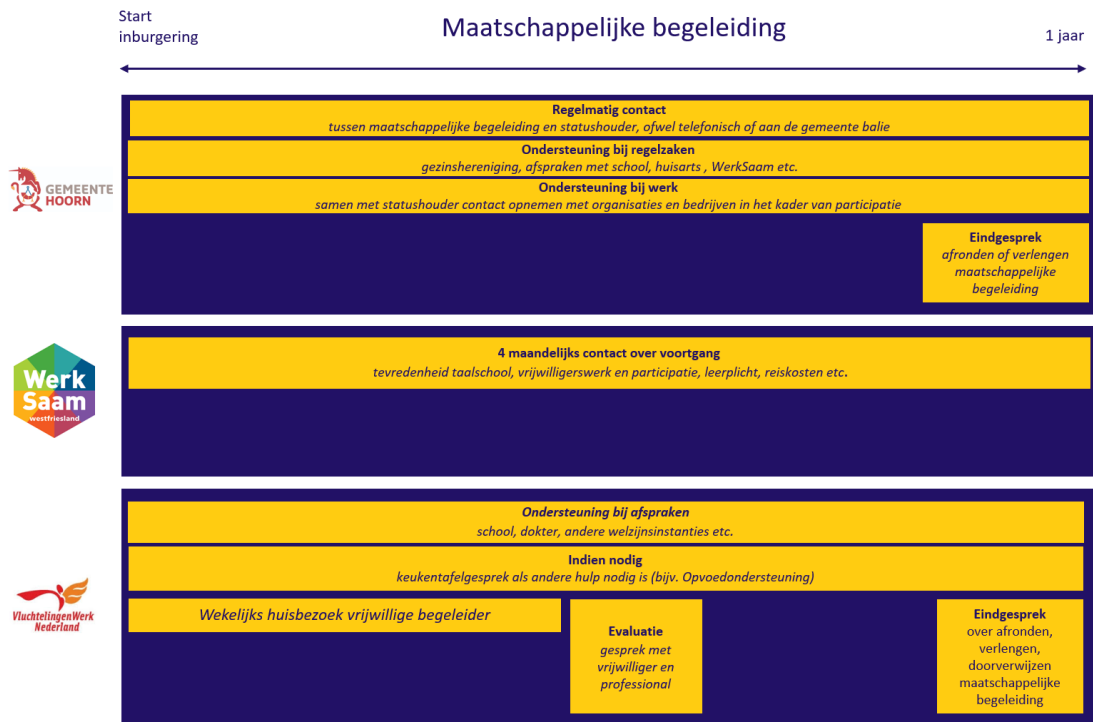 Start
inburgering
Maatschappelijke begeleiding
1 jaar
Regelmatig contact
tussen maatschappelijke begeleiding en statushouder, ofwel telefonisch of aan de gemeente balie
Ondersteuning bij regelzaken
gezinshereniging, afspraken met school, huisarts , WerkSaam etc.
Ondersteuning bij werk
samen met statushouder contact opnemen met organisaties en bedrijven in het kader van participatie
GEMEENTE
HOORN
Eindgesprek
afronden of verlengen
maatschappelijke
begeleiding
Werk
Saam
westfriesland
4 maandelijks contact over voortgang
tevredenheid taalschool, vrijwilligerswerk en participatie, leerplicht, reiskosten etc.
Ondersteuning bij afspraken
school, dokter, andere welzijnsinstanties etc.
Indien nodig
keukentafelgesprek als andere hulp nodig is (bijv. Opvoedondersteuning)
VluchtelingenWerk
Nederland
Wekelijks huisbezoek vrijwillige begeleider
Evaluatie
gesprek met
vrijwilliger en
professional
Eindgesprek
over afronden,
verlengen,
doorverwijzen
maatschappelijke
begeleiding